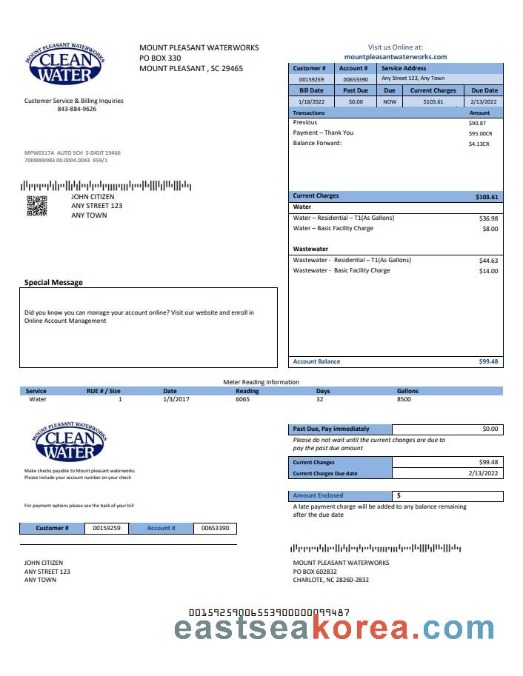 MOUNT PLEASANT WATERWORKS
CLEAN
WATER
MOUNT PLEASANT WATERWORKS
PO BOX 330
MOUNT PLEASANT , SC 29465
Customer Service & Billing Inquiries
843-884-9626
Visit us Online at:
mountpleasantwaterworks.com
Customer # Account # Service Address
00159259 00653390 Any Street 123, Any Town
Bill Date Past Due Due Current Charges Due Date
1/18/2022 $0.00 NOW $103.61 2/13/2022
Transactions Amount
Previous $90.87
Payment – Thank You $95.00CR
Balance Forward: $4.13CR
MPW0117A AUTO SCH 5-DIGIT 29466
JOHN CITIZEN
ANY STREET 123
ANY TOWN
Current Charges $103.61
Water
Water – Residential – T1(As Gallons) $36.98
Water – Basic Facility Charge $8.00
Wastewater
Wastewater - Residential – T1(As Gallons) $44.63
Wastewater - Basic Facility Charge $14.00
Account Balance $99.48
Special Message
Did you know you can manage your account online? Visit our website and enroll in
Online Account Management
Meter Reading Information
Service RUE # / Size Date Reading Days Gallons
Water 1 1/3/2017 6065 32 8500
MOUNT PLEASANT WATERWORKS
CLEAN
WATER
Make checks payable to Mount pleasant waterworks
Please include your account number on your check
For payment options please see the back of your bill
Customer # 00159259 Account # 00653390
JOHN CITIZEN
ANY STREET 123
ANY TOWN
Past Due, Pay immediately $0.00
Please do not wait until the current changes are due to
pay the past due amount
Current Charges $99.48
Current Charges Due date 2/13/2022
Amount Enclosed $
A late payment charge will be added to any balance remaining
after the due date
MOUNT PLEASANT WATERWORKS
PO BOX 602832
CHARLOTE, NC 28260-2832
eastseakorea.com